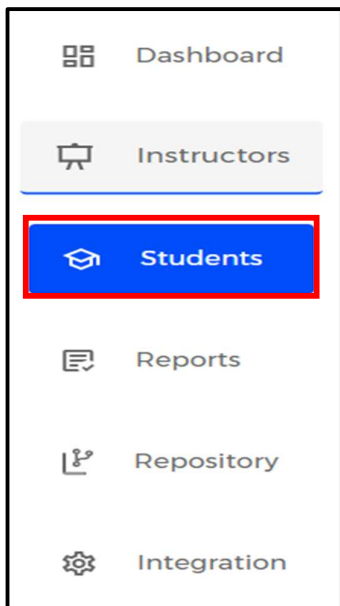 Dashboard
Instructors
Students
Reports
Repository
Integration